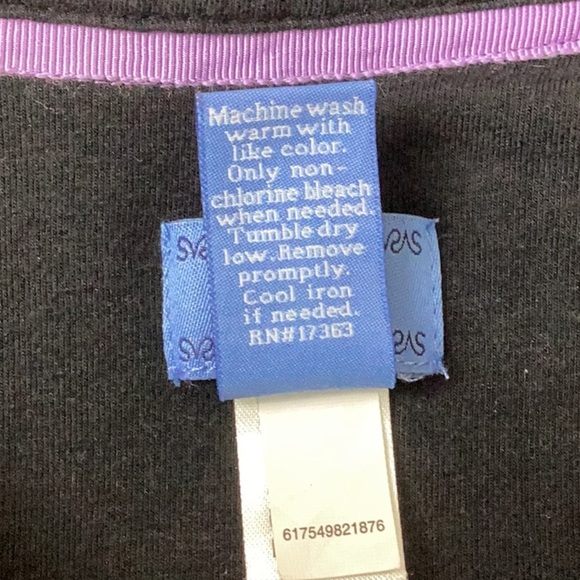 Machine wash
warm with
like color.
Only non-
chlorine bleach
when needed.
Tumble dry
low. Remove
promptly.
Cool iron
if needed.
RN#17363
617549821876